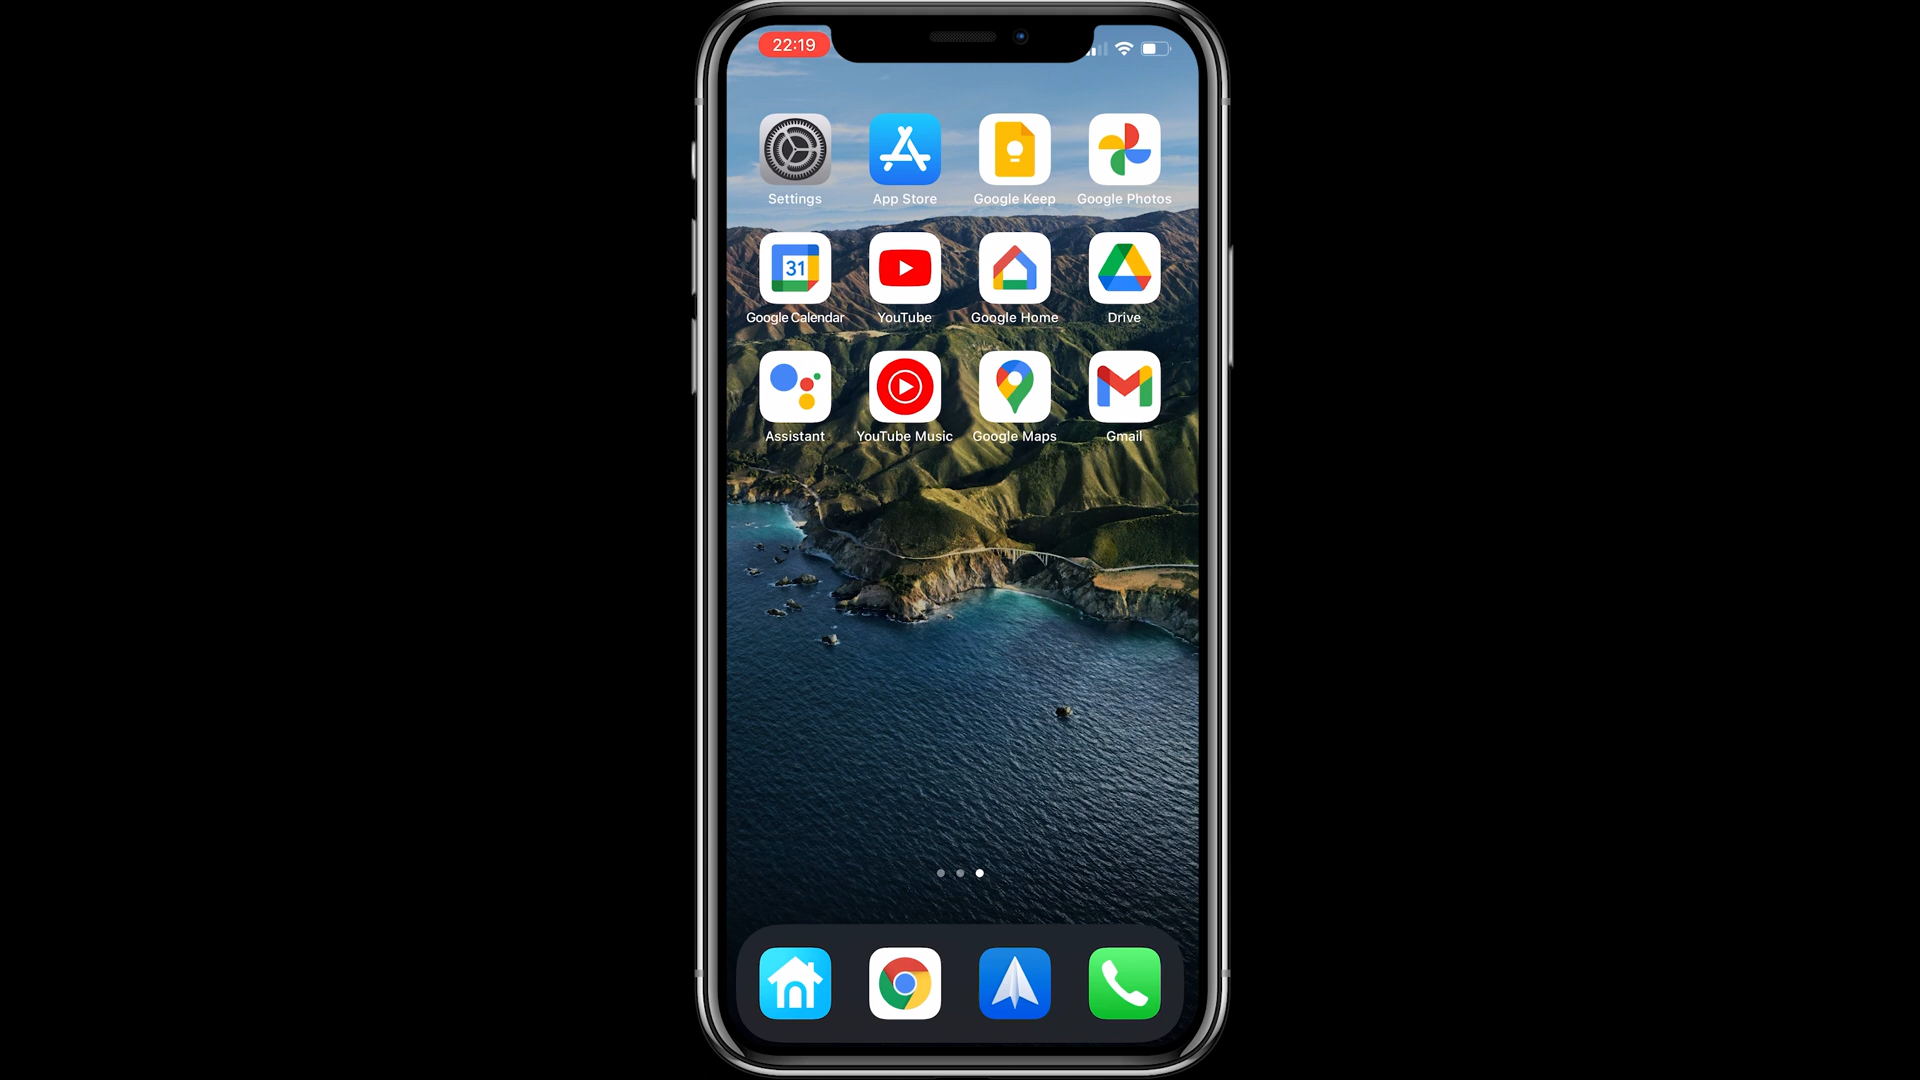 22:19
Settings
App Store
Google Keep
Google Photos
31
Google Calendar
YouTube
Google Home
Drive
Assistant
YouTube Music
Google Maps
Gmail